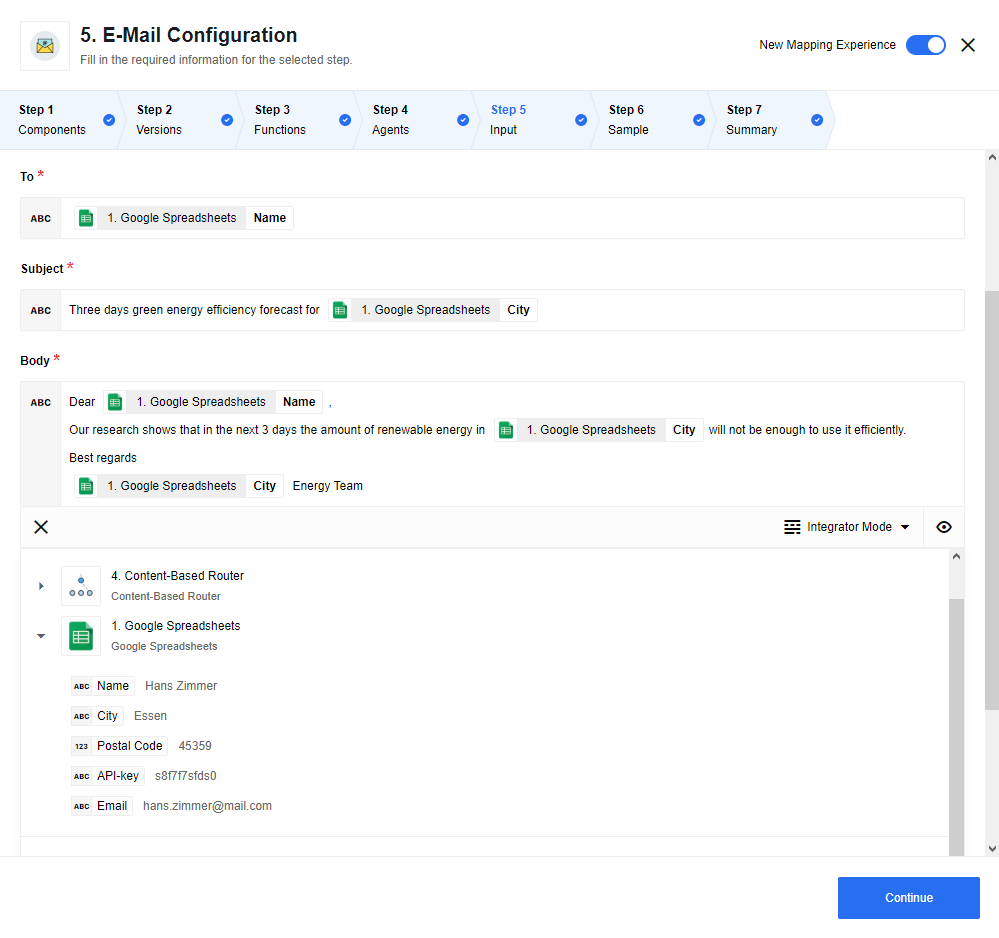 5. E-Mail Configuration
Fill in the required information for the selected step.
New Mapping Experience
Step 1
Components
Step 2
Versions
Step 3
Functions
Step 4
Agents
Step 5
Input
Step 6
Sample
Step 7
Summary
To *
ABC 1. Google Spreadsheets Name
Subject *
ABC Three days green energy efficiency forecast for 1. Google Spreadsheets City
Body *
ABC Dear 1. Google Spreadsheets Name ,
Our research shows that in the next 3 days the amount of renewable energy in 1. Google Spreadsheets City will not be enough to use it efficiently.
Best regards
1. Google Spreadsheets City Energy Team
Integrator Mode
4. Content-Based Router
Content-Based Router
1. Google Spreadsheets
Google Spreadsheets
ABC Name Hans Zimmer
ABC City Essen
123 Postal Code 45359
ABC API-key s8f7f7sfds0
ABC Email hans.zimmer@mail.com
Continue